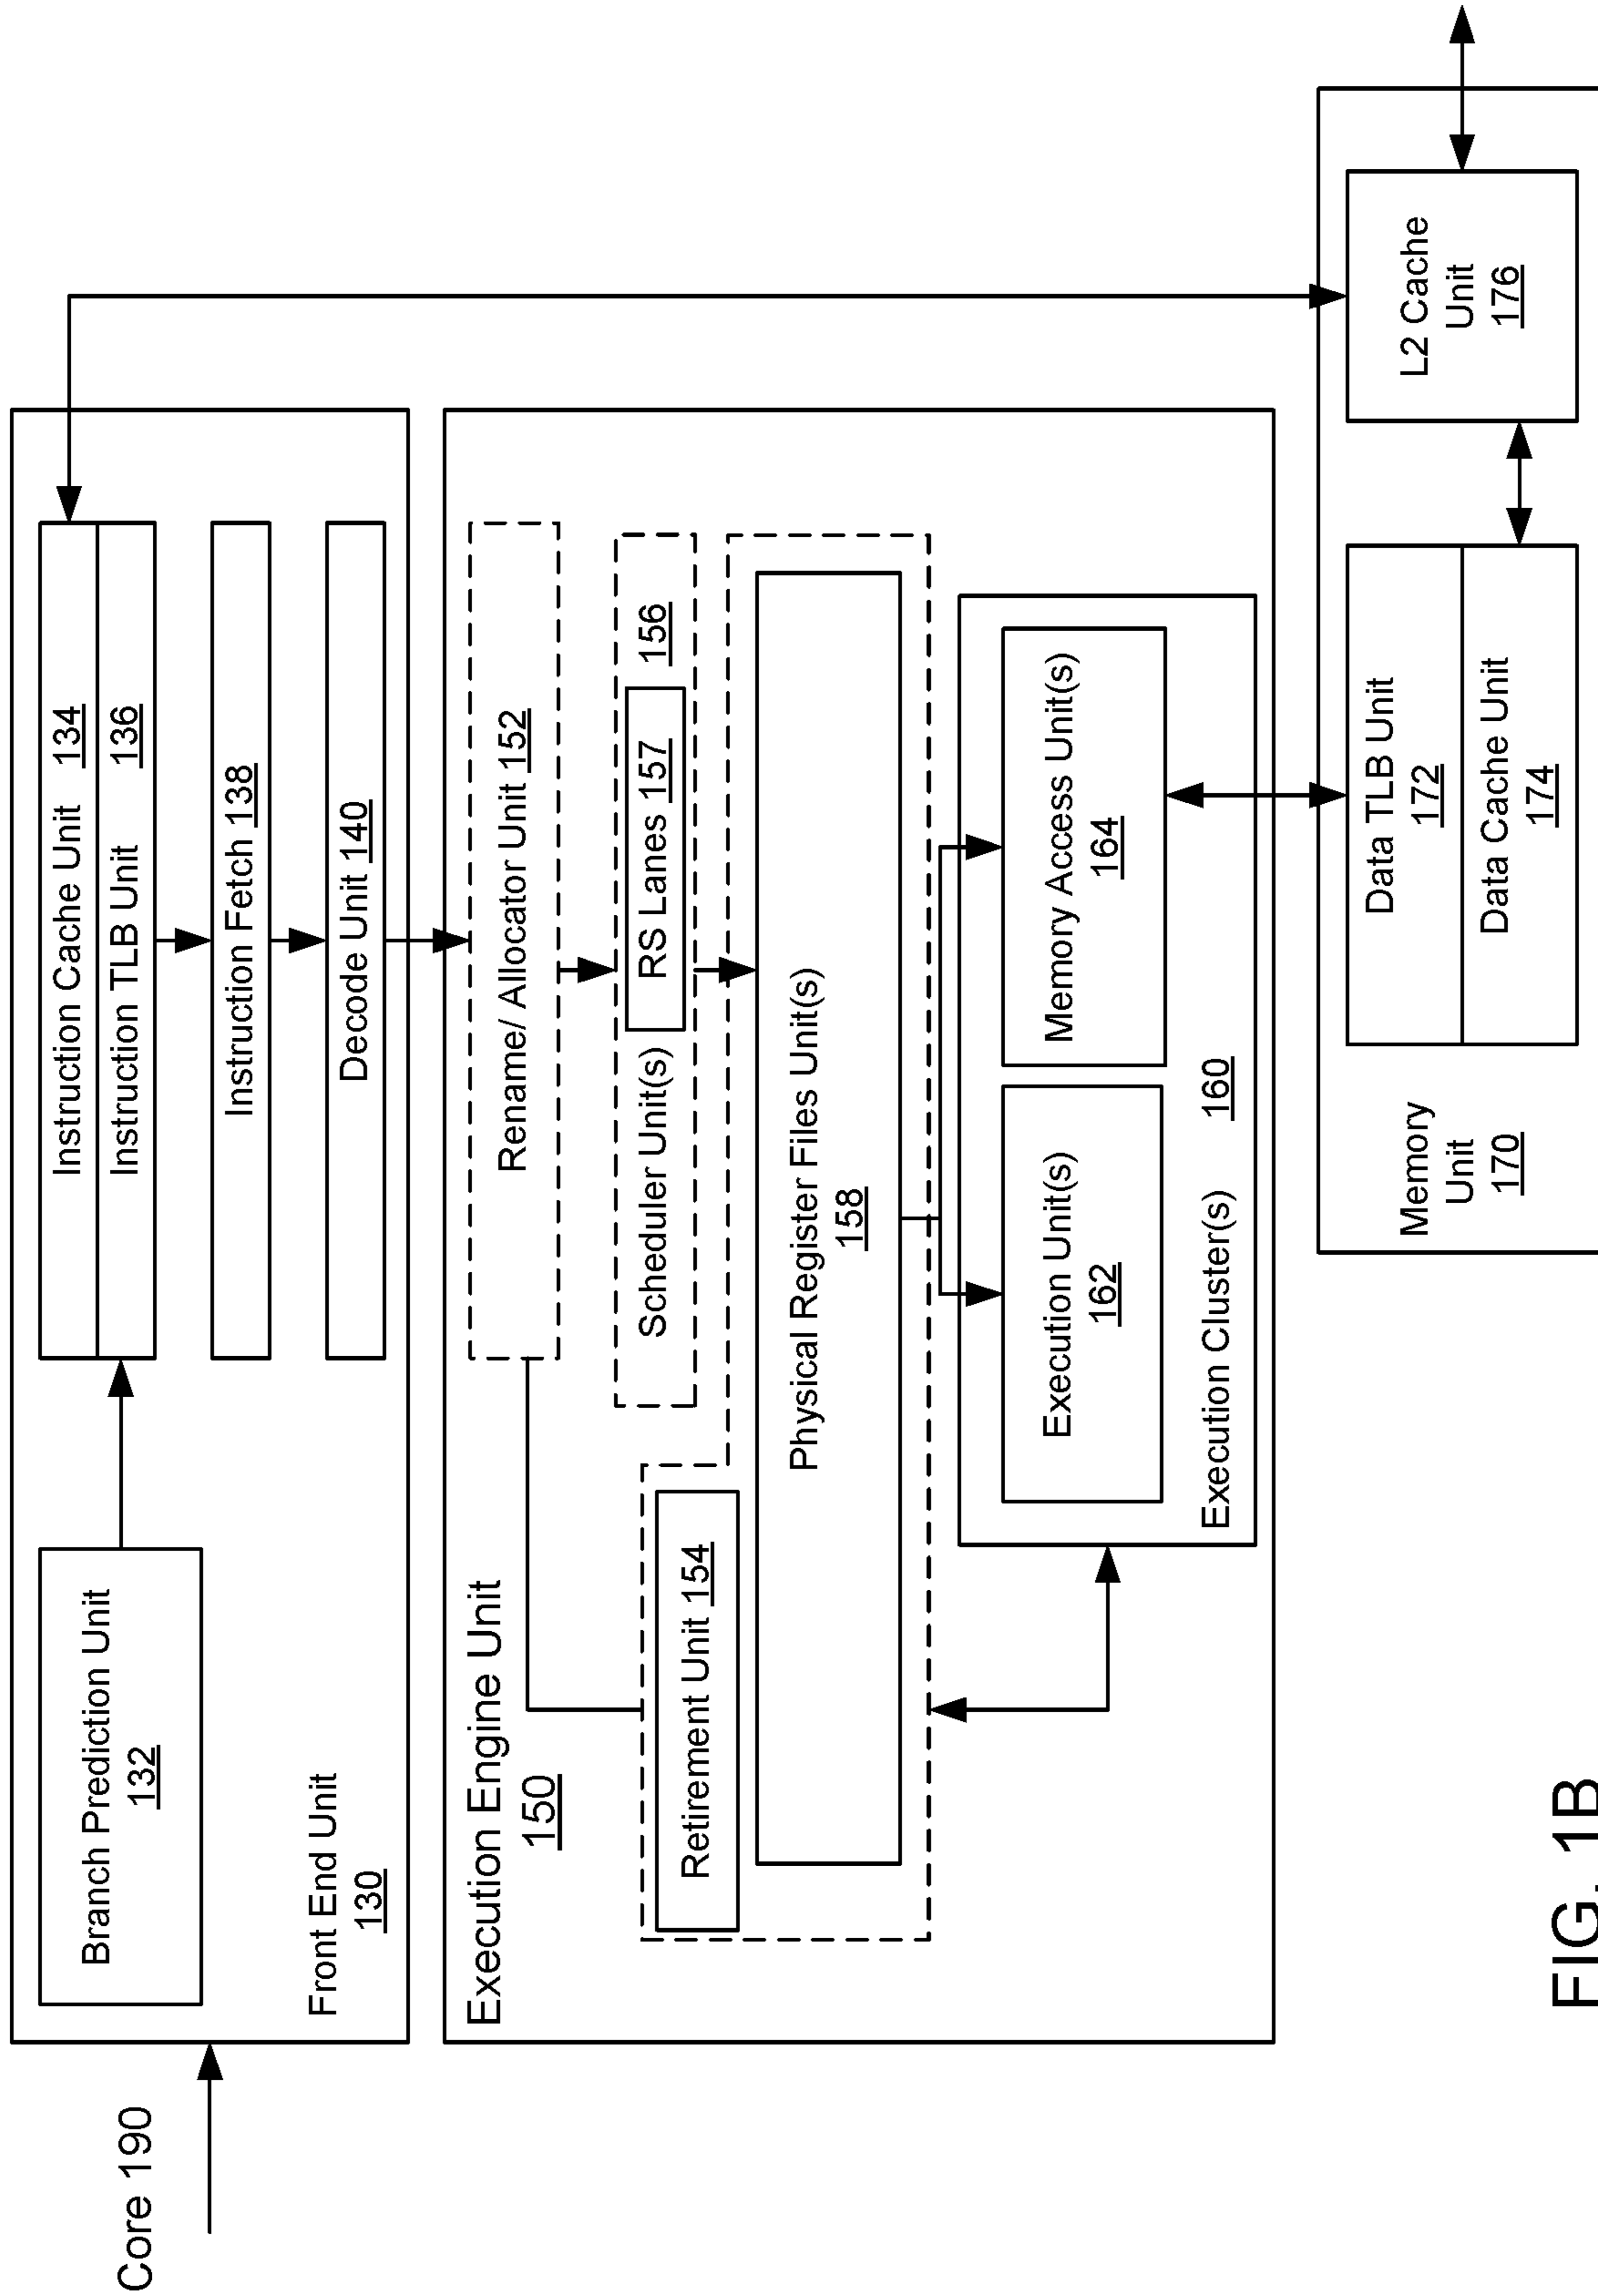 Core 190
Branch Prediction Unit
132
Front End Unit
130
Instruction Cache Unit 134
Instruction TLB Unit 136
Instruction Fetch 138
Decode Unit 140
Execution Engine Unit
150
Rename/ Allocator Unit 152
Scheduler Unit(s)
RS Lanes 157
156
Retirement Unit 154
Physical Register Files Unit(s)
158
Execution Unit(s)
162
Memory Access Unit(s)
164
Execution Cluster(s)
160
Memory
Unit
170
Data TLB Unit
172
Data Cache Unit
174
L2 Cache
Unit
176
FIG. 1B